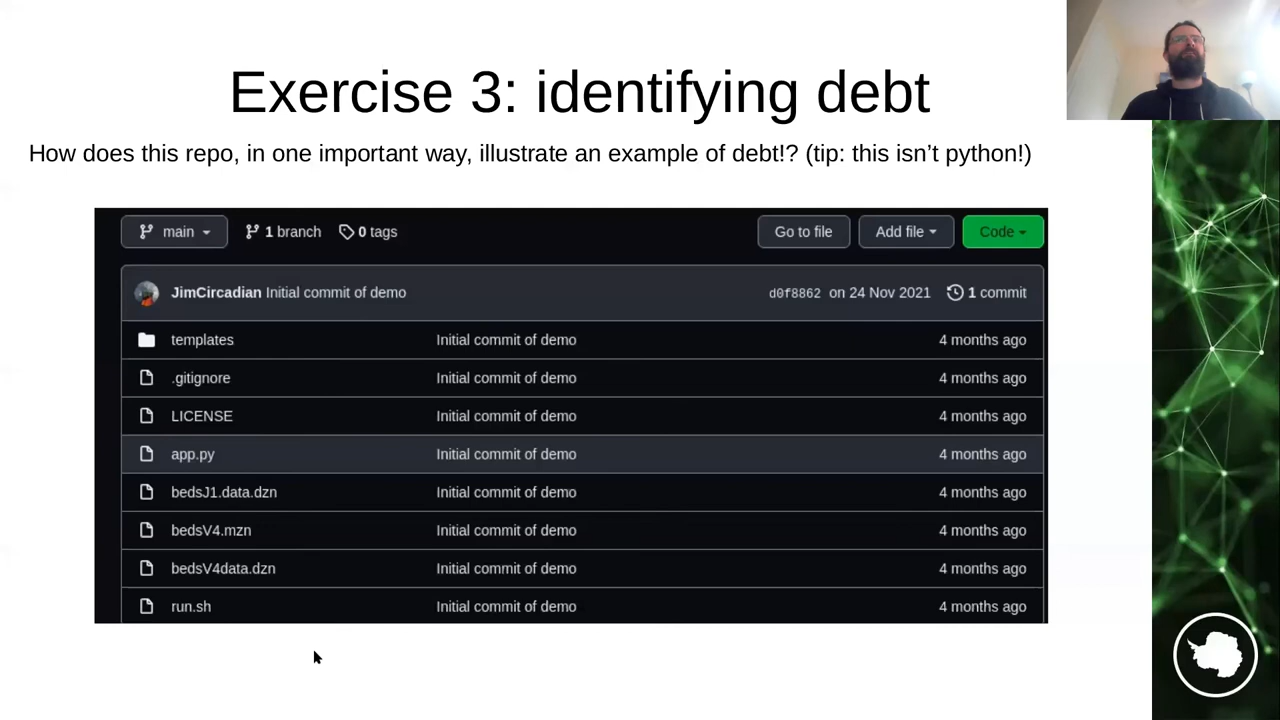 Exercise 3: identifying debt
How does this repo, in one important way, illustrate an example of debt!? (tip: this isn’t python!)
main 1 branch 0 tags Go to file Add file Code
JimCircadian Initial commit of demo d0f8862 on 24 Nov 2021 1 commit
templates Initial commit of demo 4 months ago
.gitignore Initial commit of demo 4 months ago
LICENSE Initial commit of demo 4 months ago
app.py Initial commit of demo 4 months ago
bedsJ1.data.dzn Initial commit of demo 4 months ago
bedsV4.mzn Initial commit of demo 4 months ago
bedsV4data.dzn Initial commit of demo 4 months ago
run.sh Initial commit of demo 4 months ago